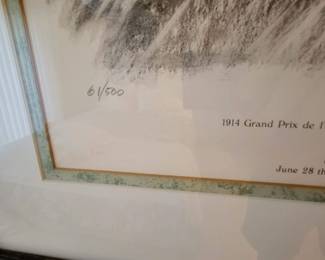 61/500
1914 Grand Prix de l'
June 28 th